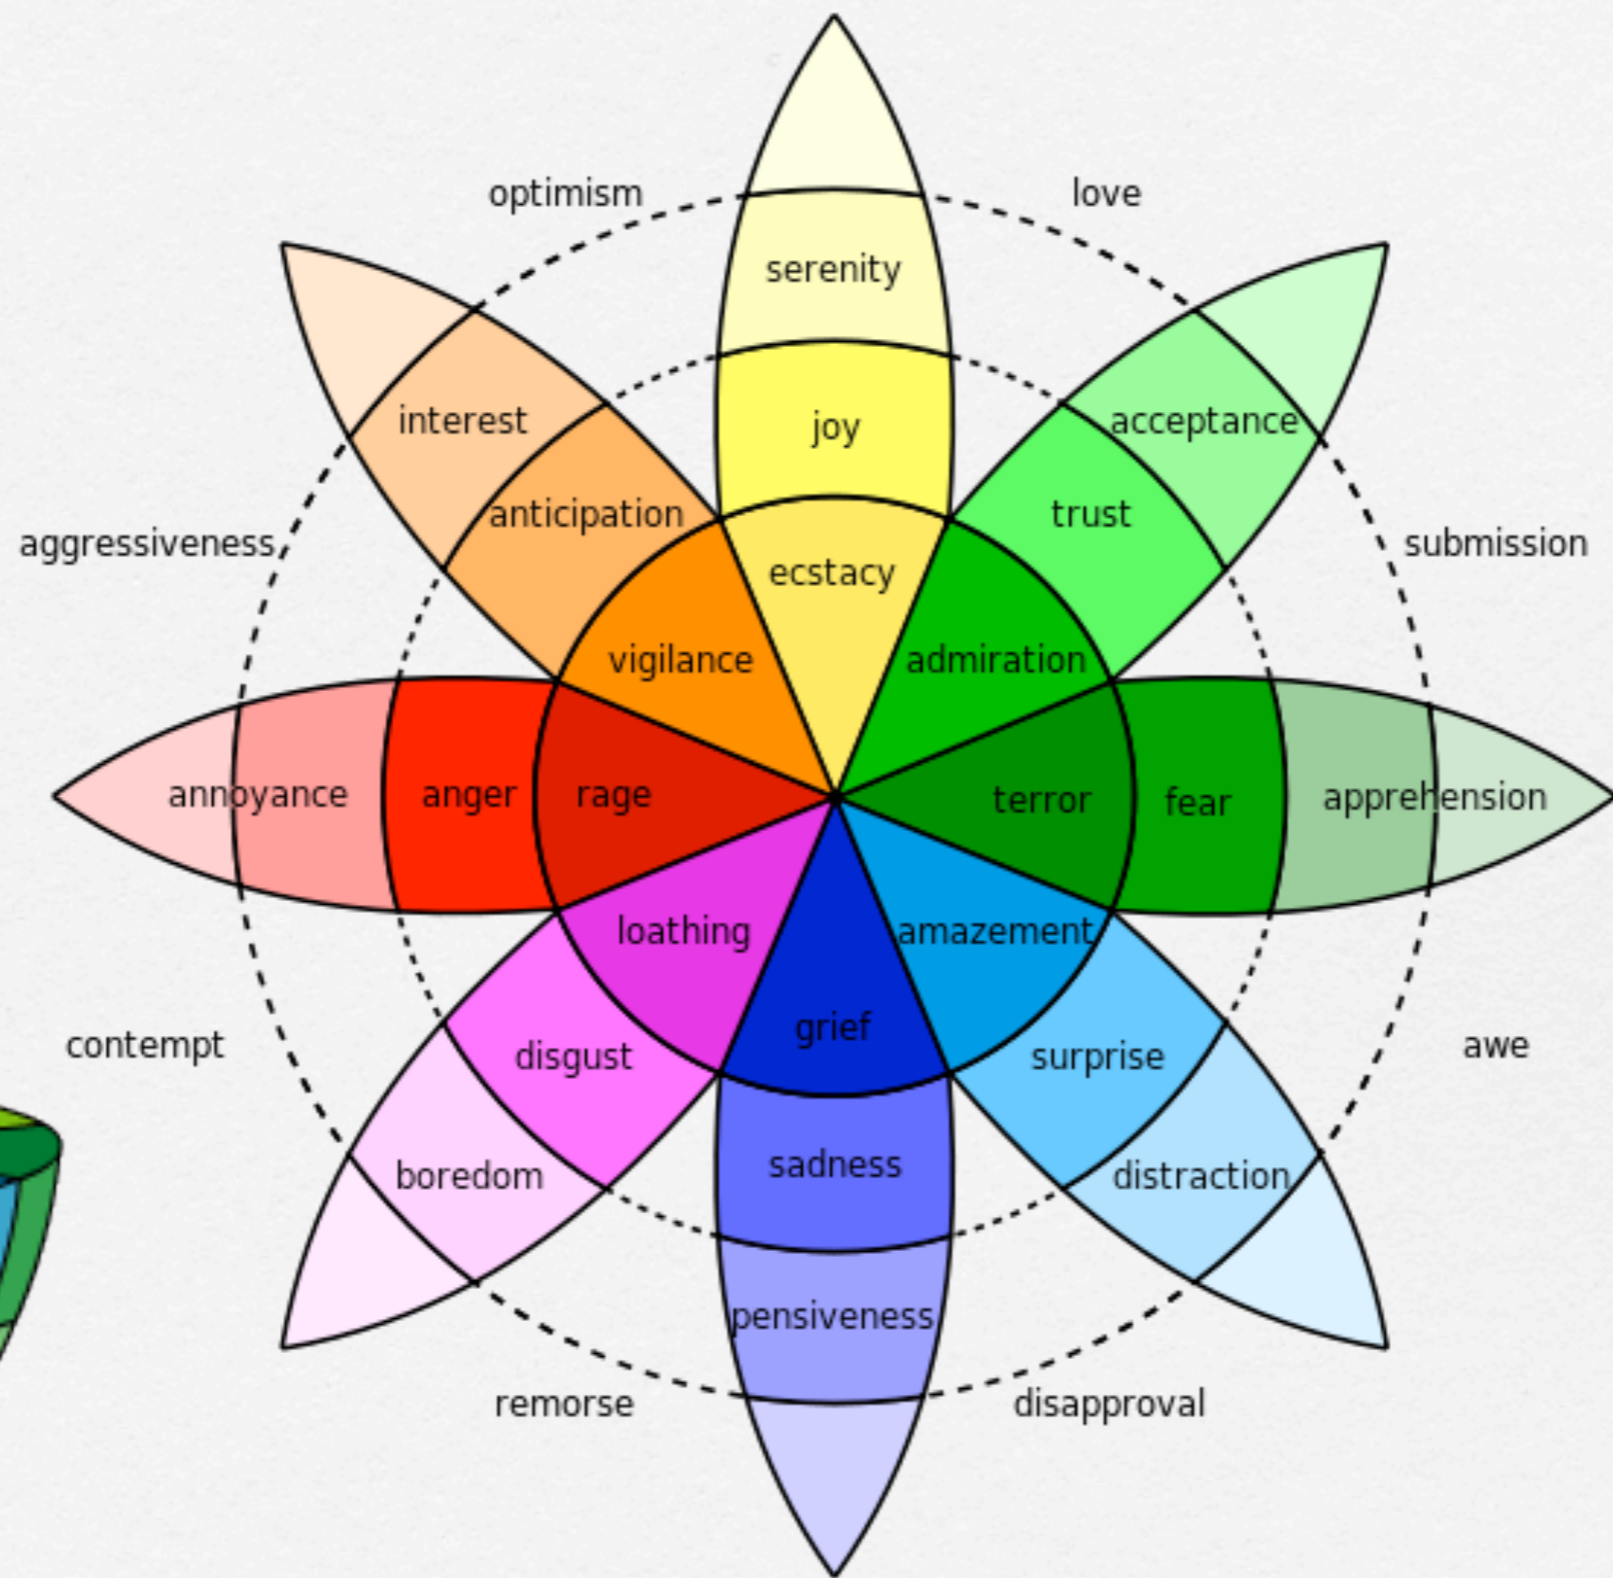 optimism
love
serenity
interest
joy
acceptance
anticipation
trust
aggressiveness
submission
ecstacy
vigilance
admiration
annoyance
anger
rage
terror
fear
apprehension
loathing
amazement
grief
contempt
awe
disgust
surprise
sadness
boredom
distraction
pensiveness
remorse
disapproval